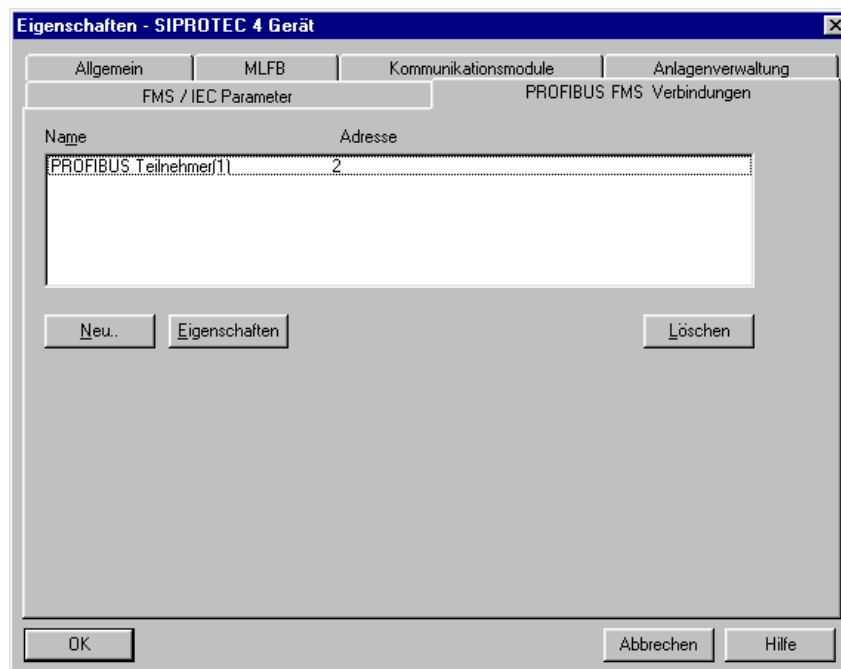 Eigenschaften - SIPROTEC 4 Gerät
Allgemein MLFB Kommunikationsmodule Anlagenverwaltung
FMS / IEC Parameter PROFIBUS FMS Verbindungen
Name Adresse
PROFIBUS Teilnehmer(1) 2
Neu.. Eigenschaften Löschen
OK Abbrechen Hilfe